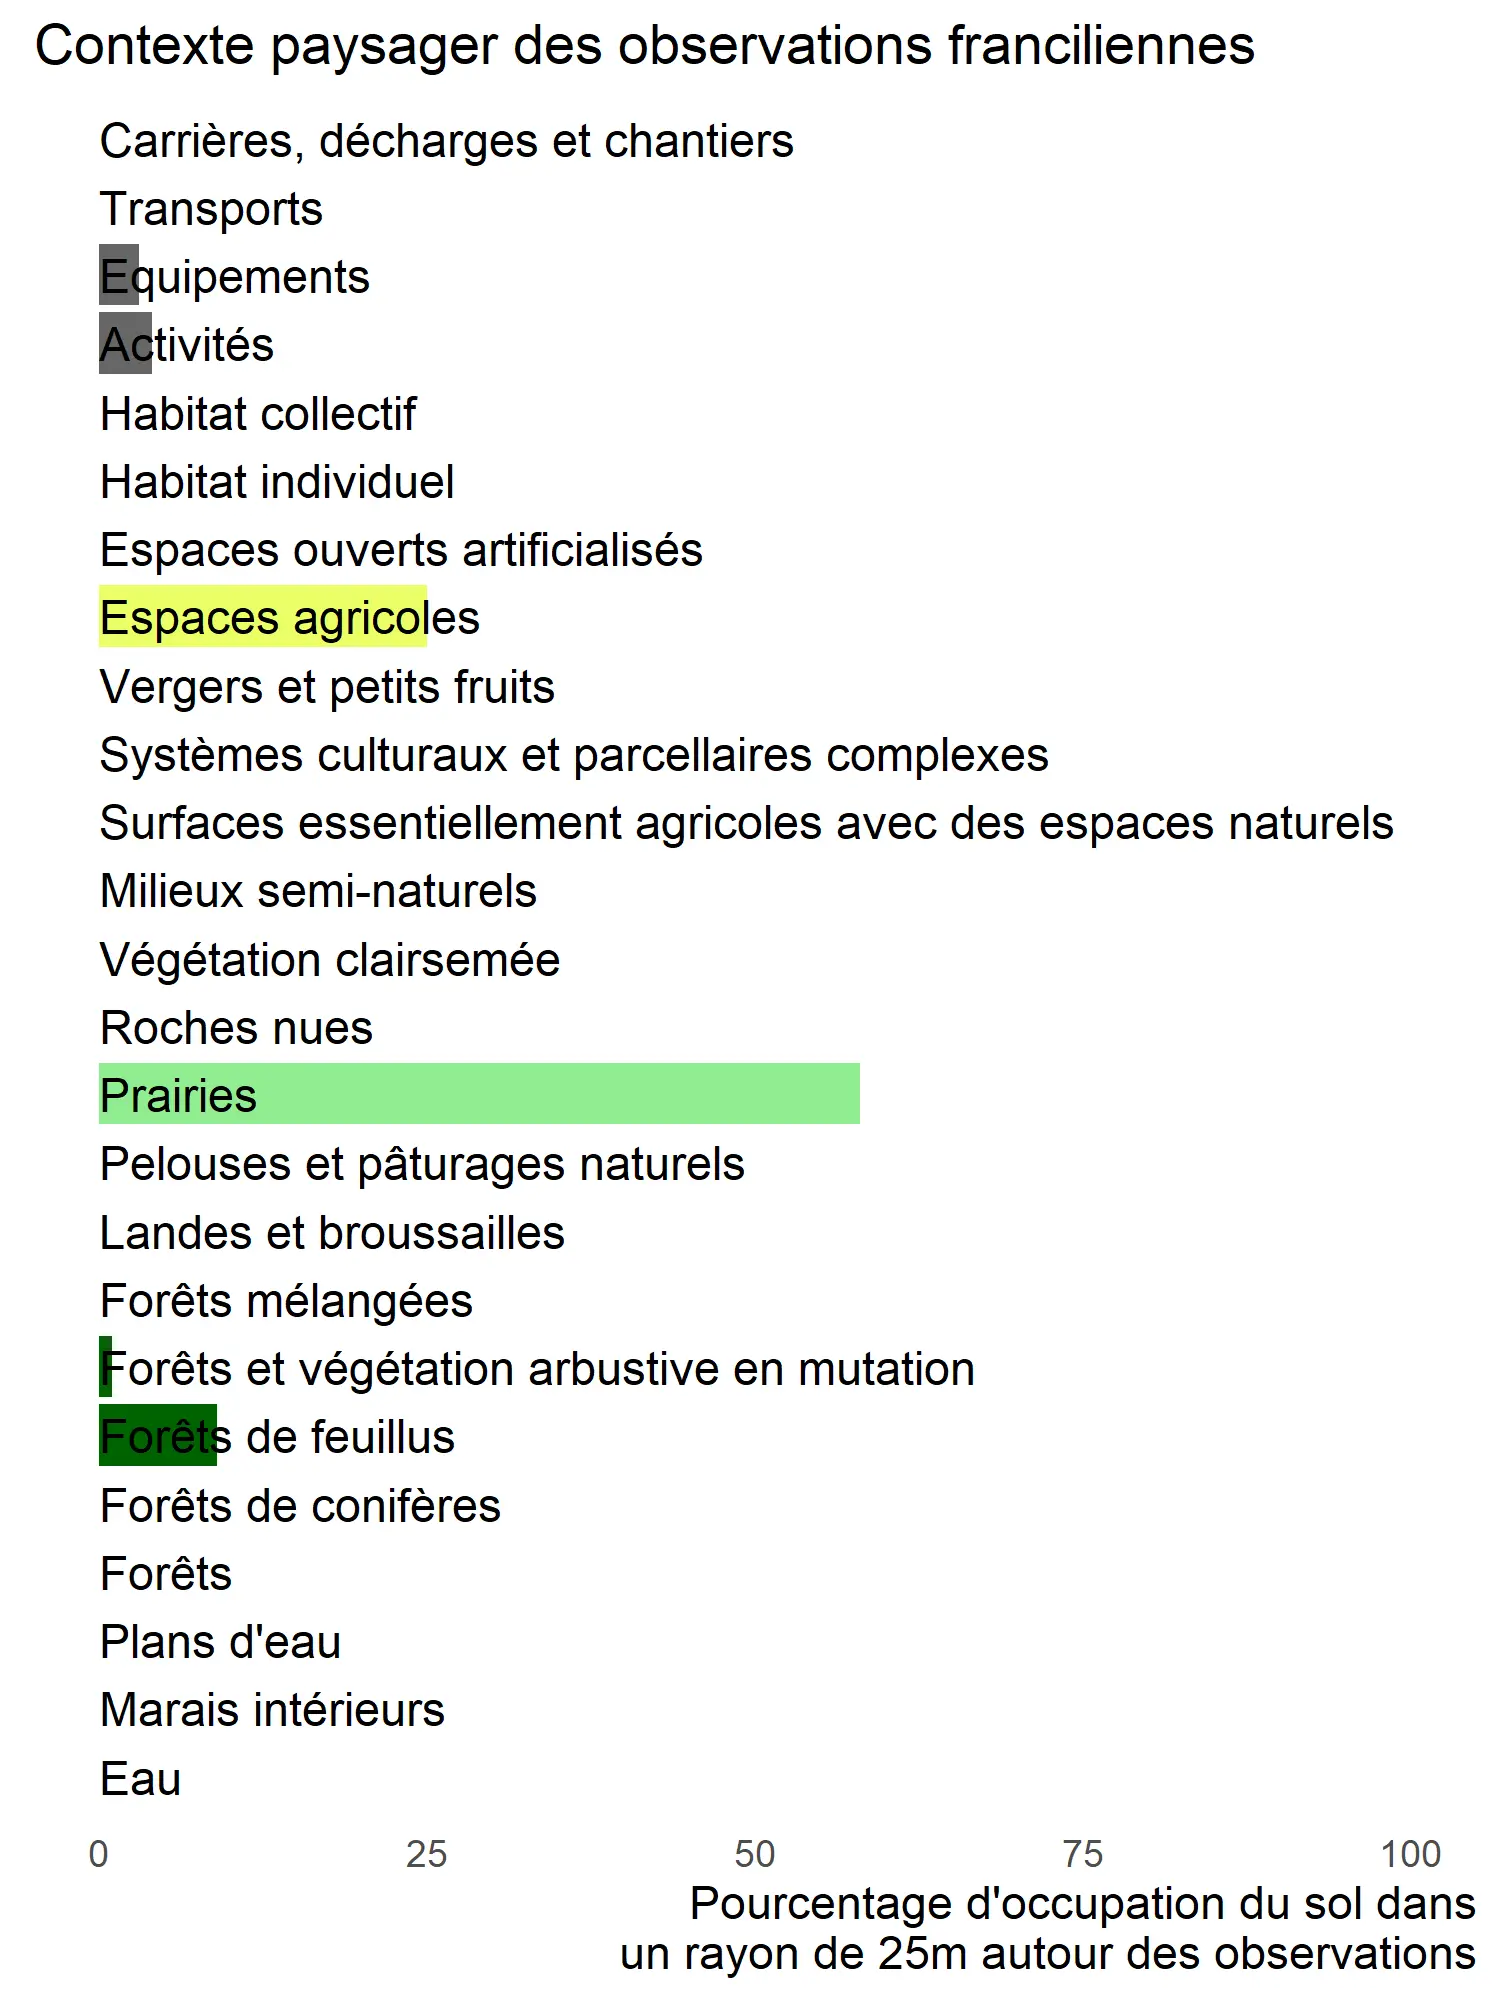 Contexte paysager des observations franciliennes
Carrières, décharges et chantiers
Transports
Equipements
Activités
Habitat collectif
Habitat individuel
Espaces ouverts artificialisés
Espaces agricoles
Vergers et petits fruits
Systèmes culturaux et parcellaires complexes
Surfaces essentiellement agricoles avec des espaces naturels
Milieux semi-naturels
Végétation clairsemée
Roches nues
Prairies
Pelouses et pâturages naturels
Landes et broussailles
Forêts mélangées
Forêts et végétation arbustive en mutation
Forêts de feuillus
Forêts de conifères
Forêts
Plans d'eau
Marais intérieurs
Eau
0 25 50 75 100
Pourcentage d'occupation du sol dans
un rayon de 25m autour des observations